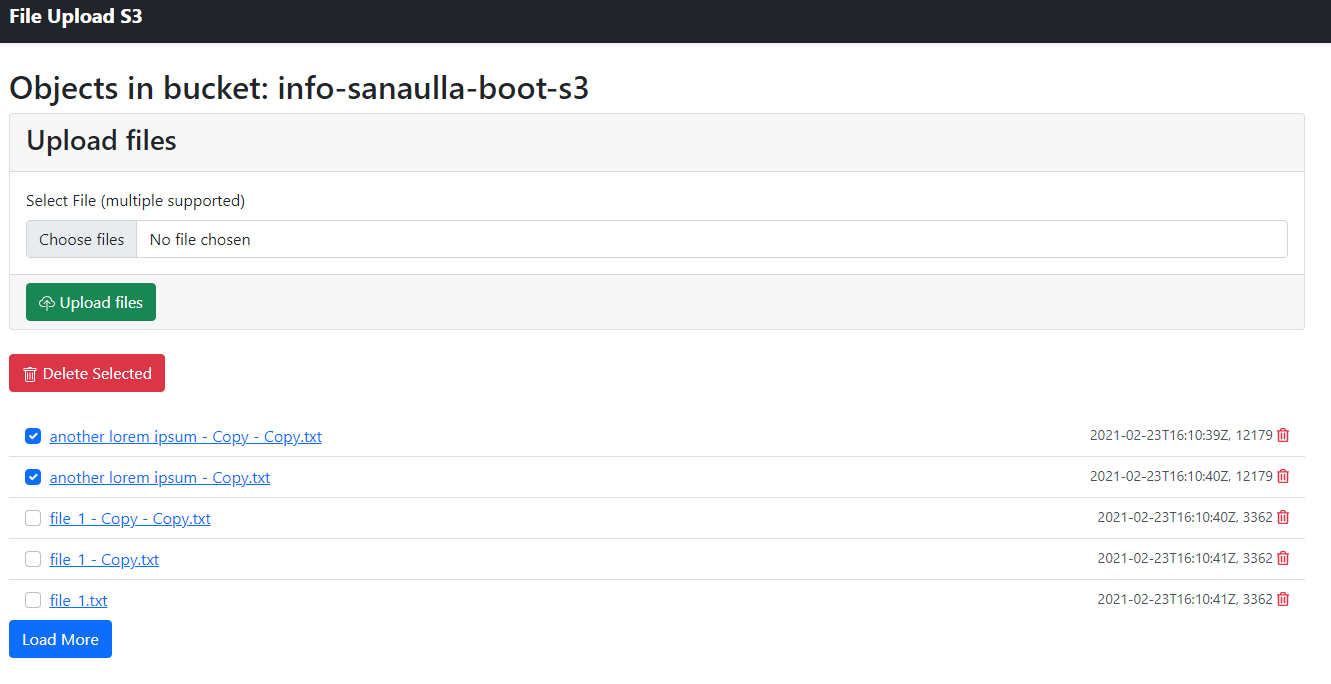 File Upload S3
Objects in bucket: info-sanaulla-boot-s3
Upload files
Select File (multiple supported)
Choose files No file chosen
Upload files
Delete Selected
another lorem ipsum - Copy - Copy.txt 2021-02-23T16:10:39Z, 12179
another lorem ipsum - Copy.txt 2021-02-23T16:10:40Z, 12179
file_1 - Copy - Copy.txt 2021-02-23T16:10:40Z, 3362
file_1 - Copy.txt 2021-02-23T16:10:41Z, 3362
file_1.txt 2021-02-23T16:10:41Z, 3362
Load More